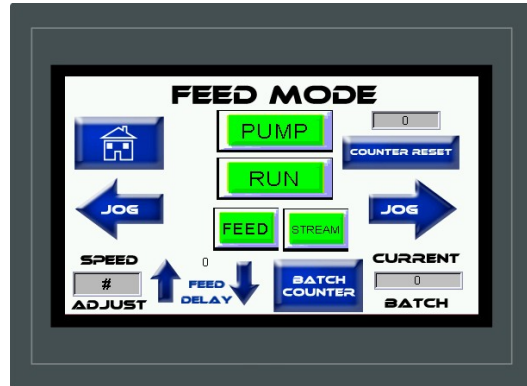 FEED MODE
PUMP
0
COUNTER RESET
RUN
JOG
JOG
FEED
STREAM
SPEED
#
ADJUST
0
FEED
DELAY
BATCH
COUNTER
CURRENT
0
BATCH